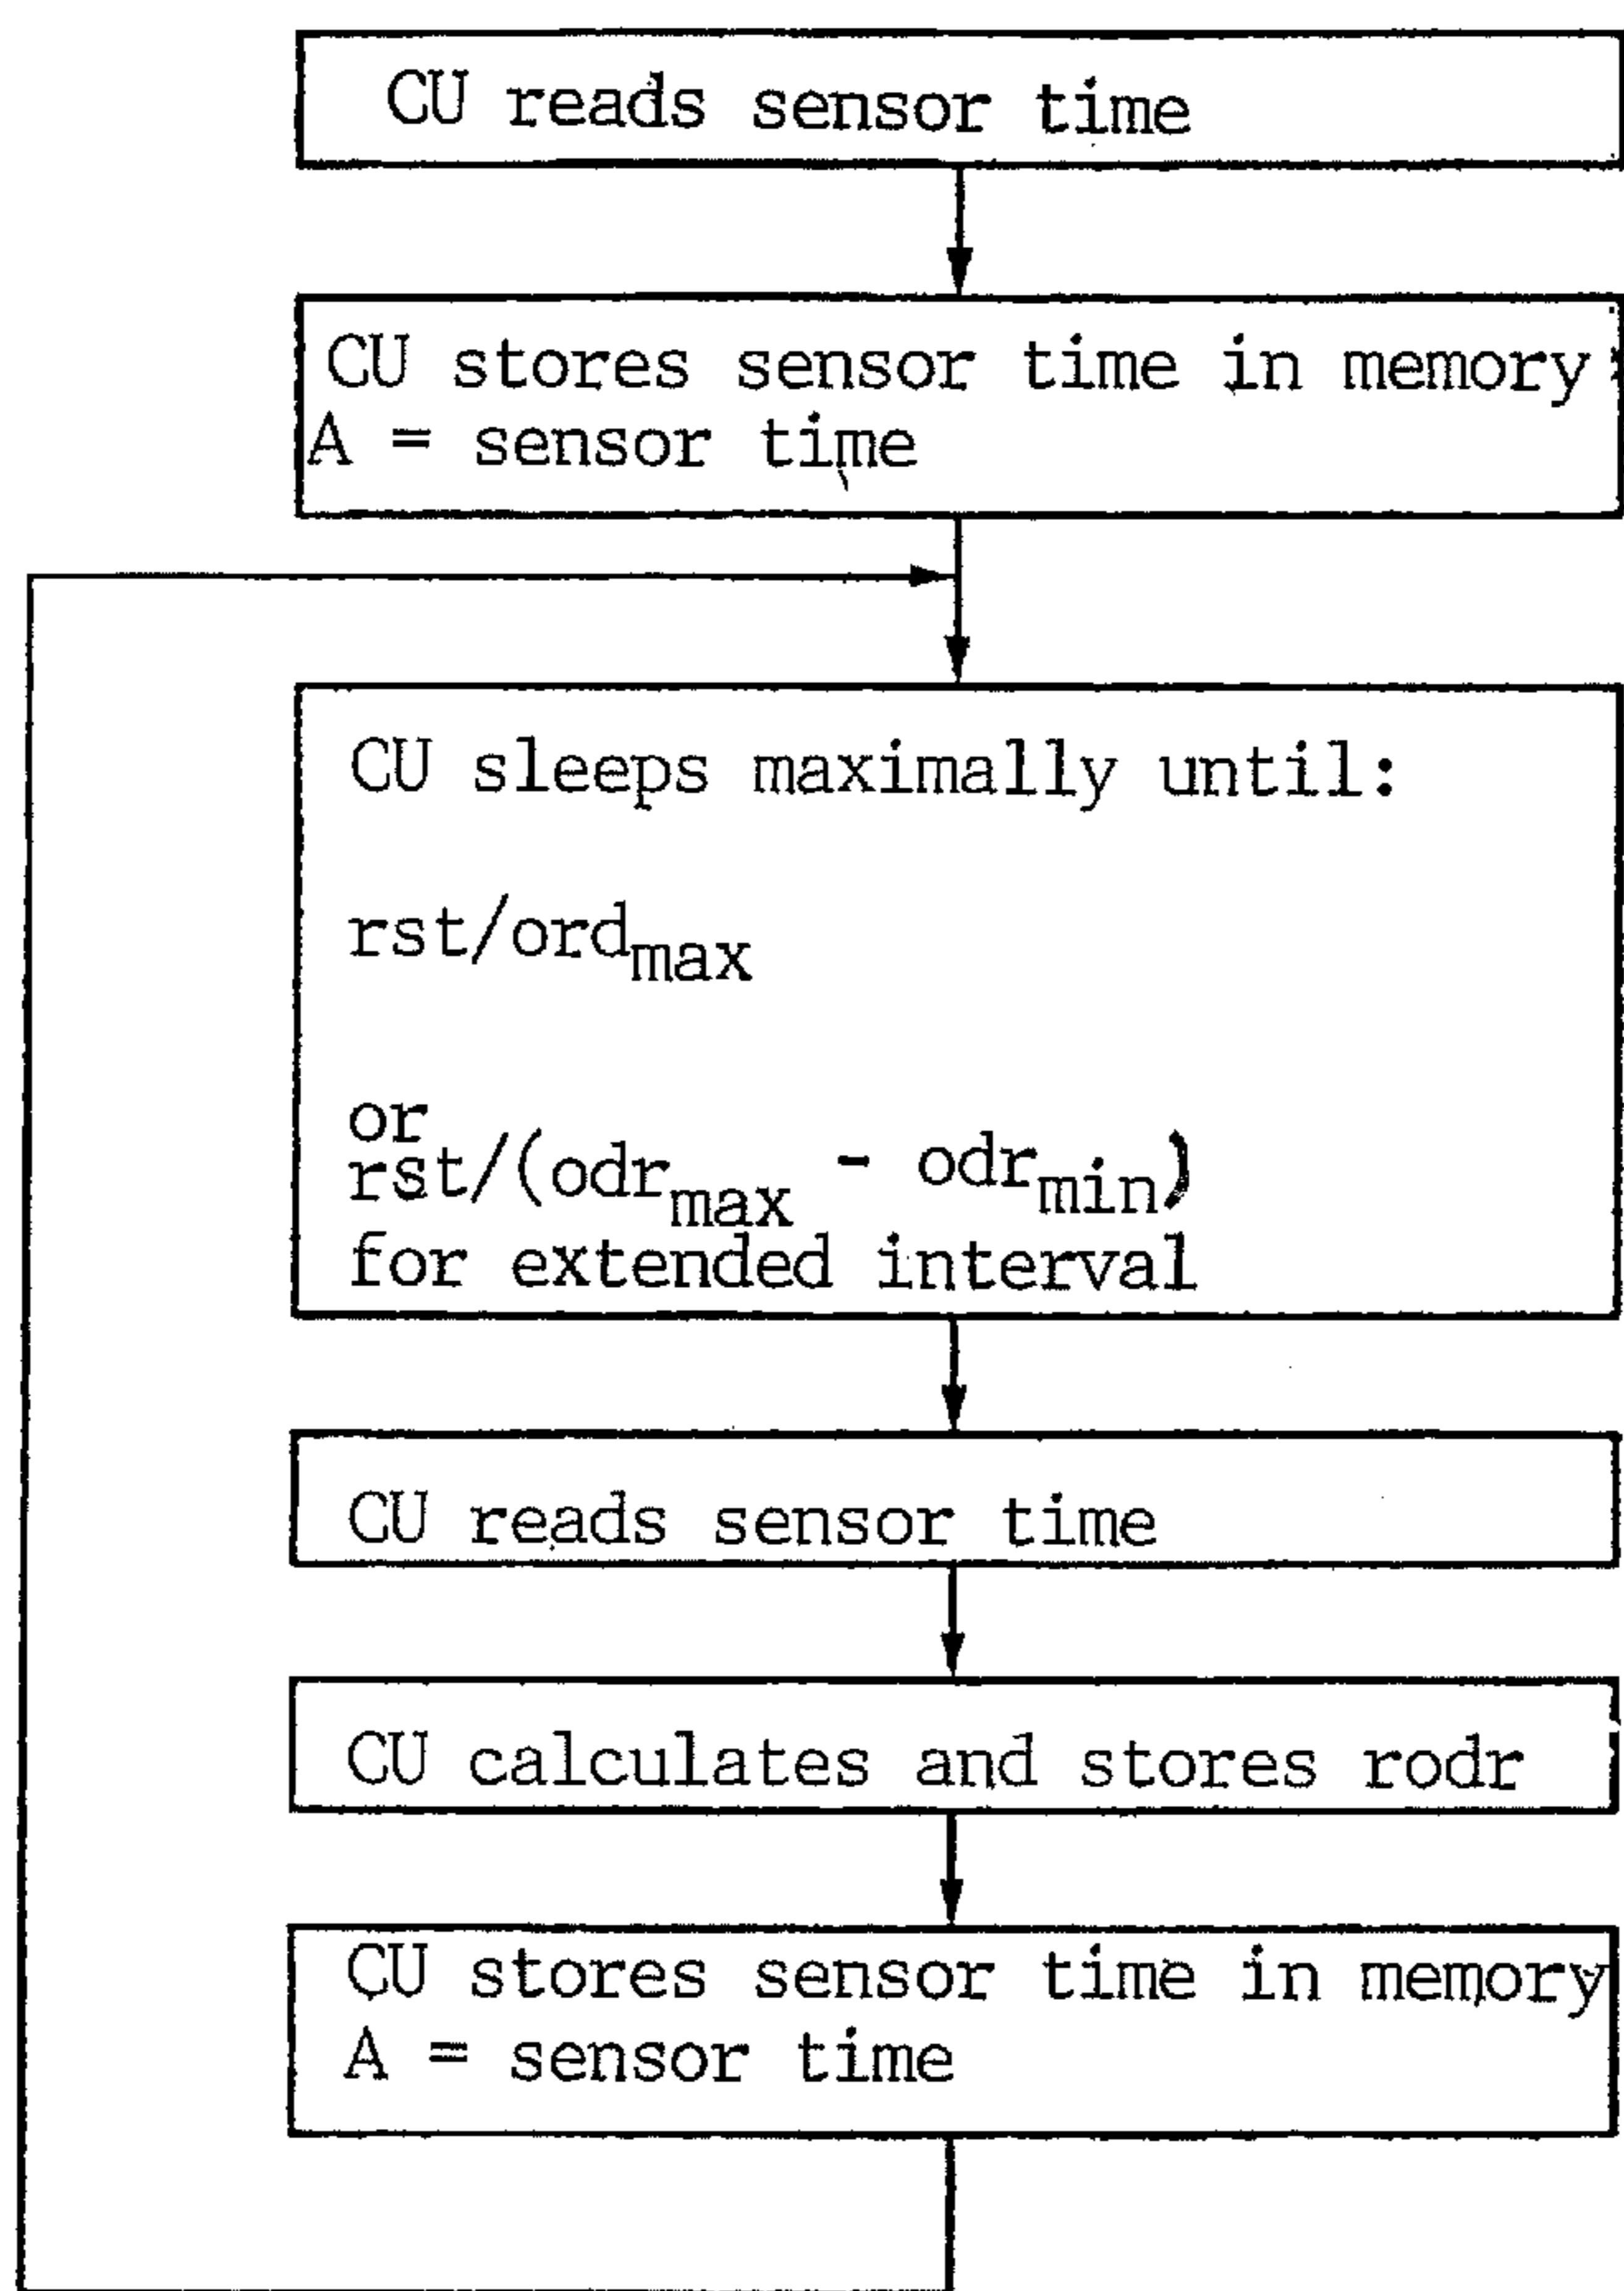 CU reads sensor time
CU stores sensor time in memory
A = sensor time
CU sleeps maximally until:
rst/ord_max
or
rst/(odr_max - odr_min)
for extended interval
CU reads sensor time
CU calculates and stores rodr
CU stores sensor time in memory
A = sensor time